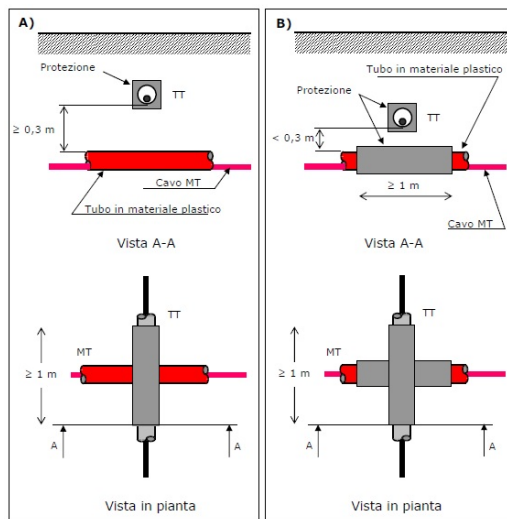 A)
Protezione
TT
≥ 0,3 m
Cavo MT
Tubo in materiale plastico
Vista A-A
TT
MT
≥ 1 m
A
A
Vista in pianta
B)
Tubo in materiale plastico
Protezione
TT
< 0,3 m
≥ 1 m
Cavo MT
Vista A-A
TT
MT
≥ 1 m
A
A
Vista in pianta